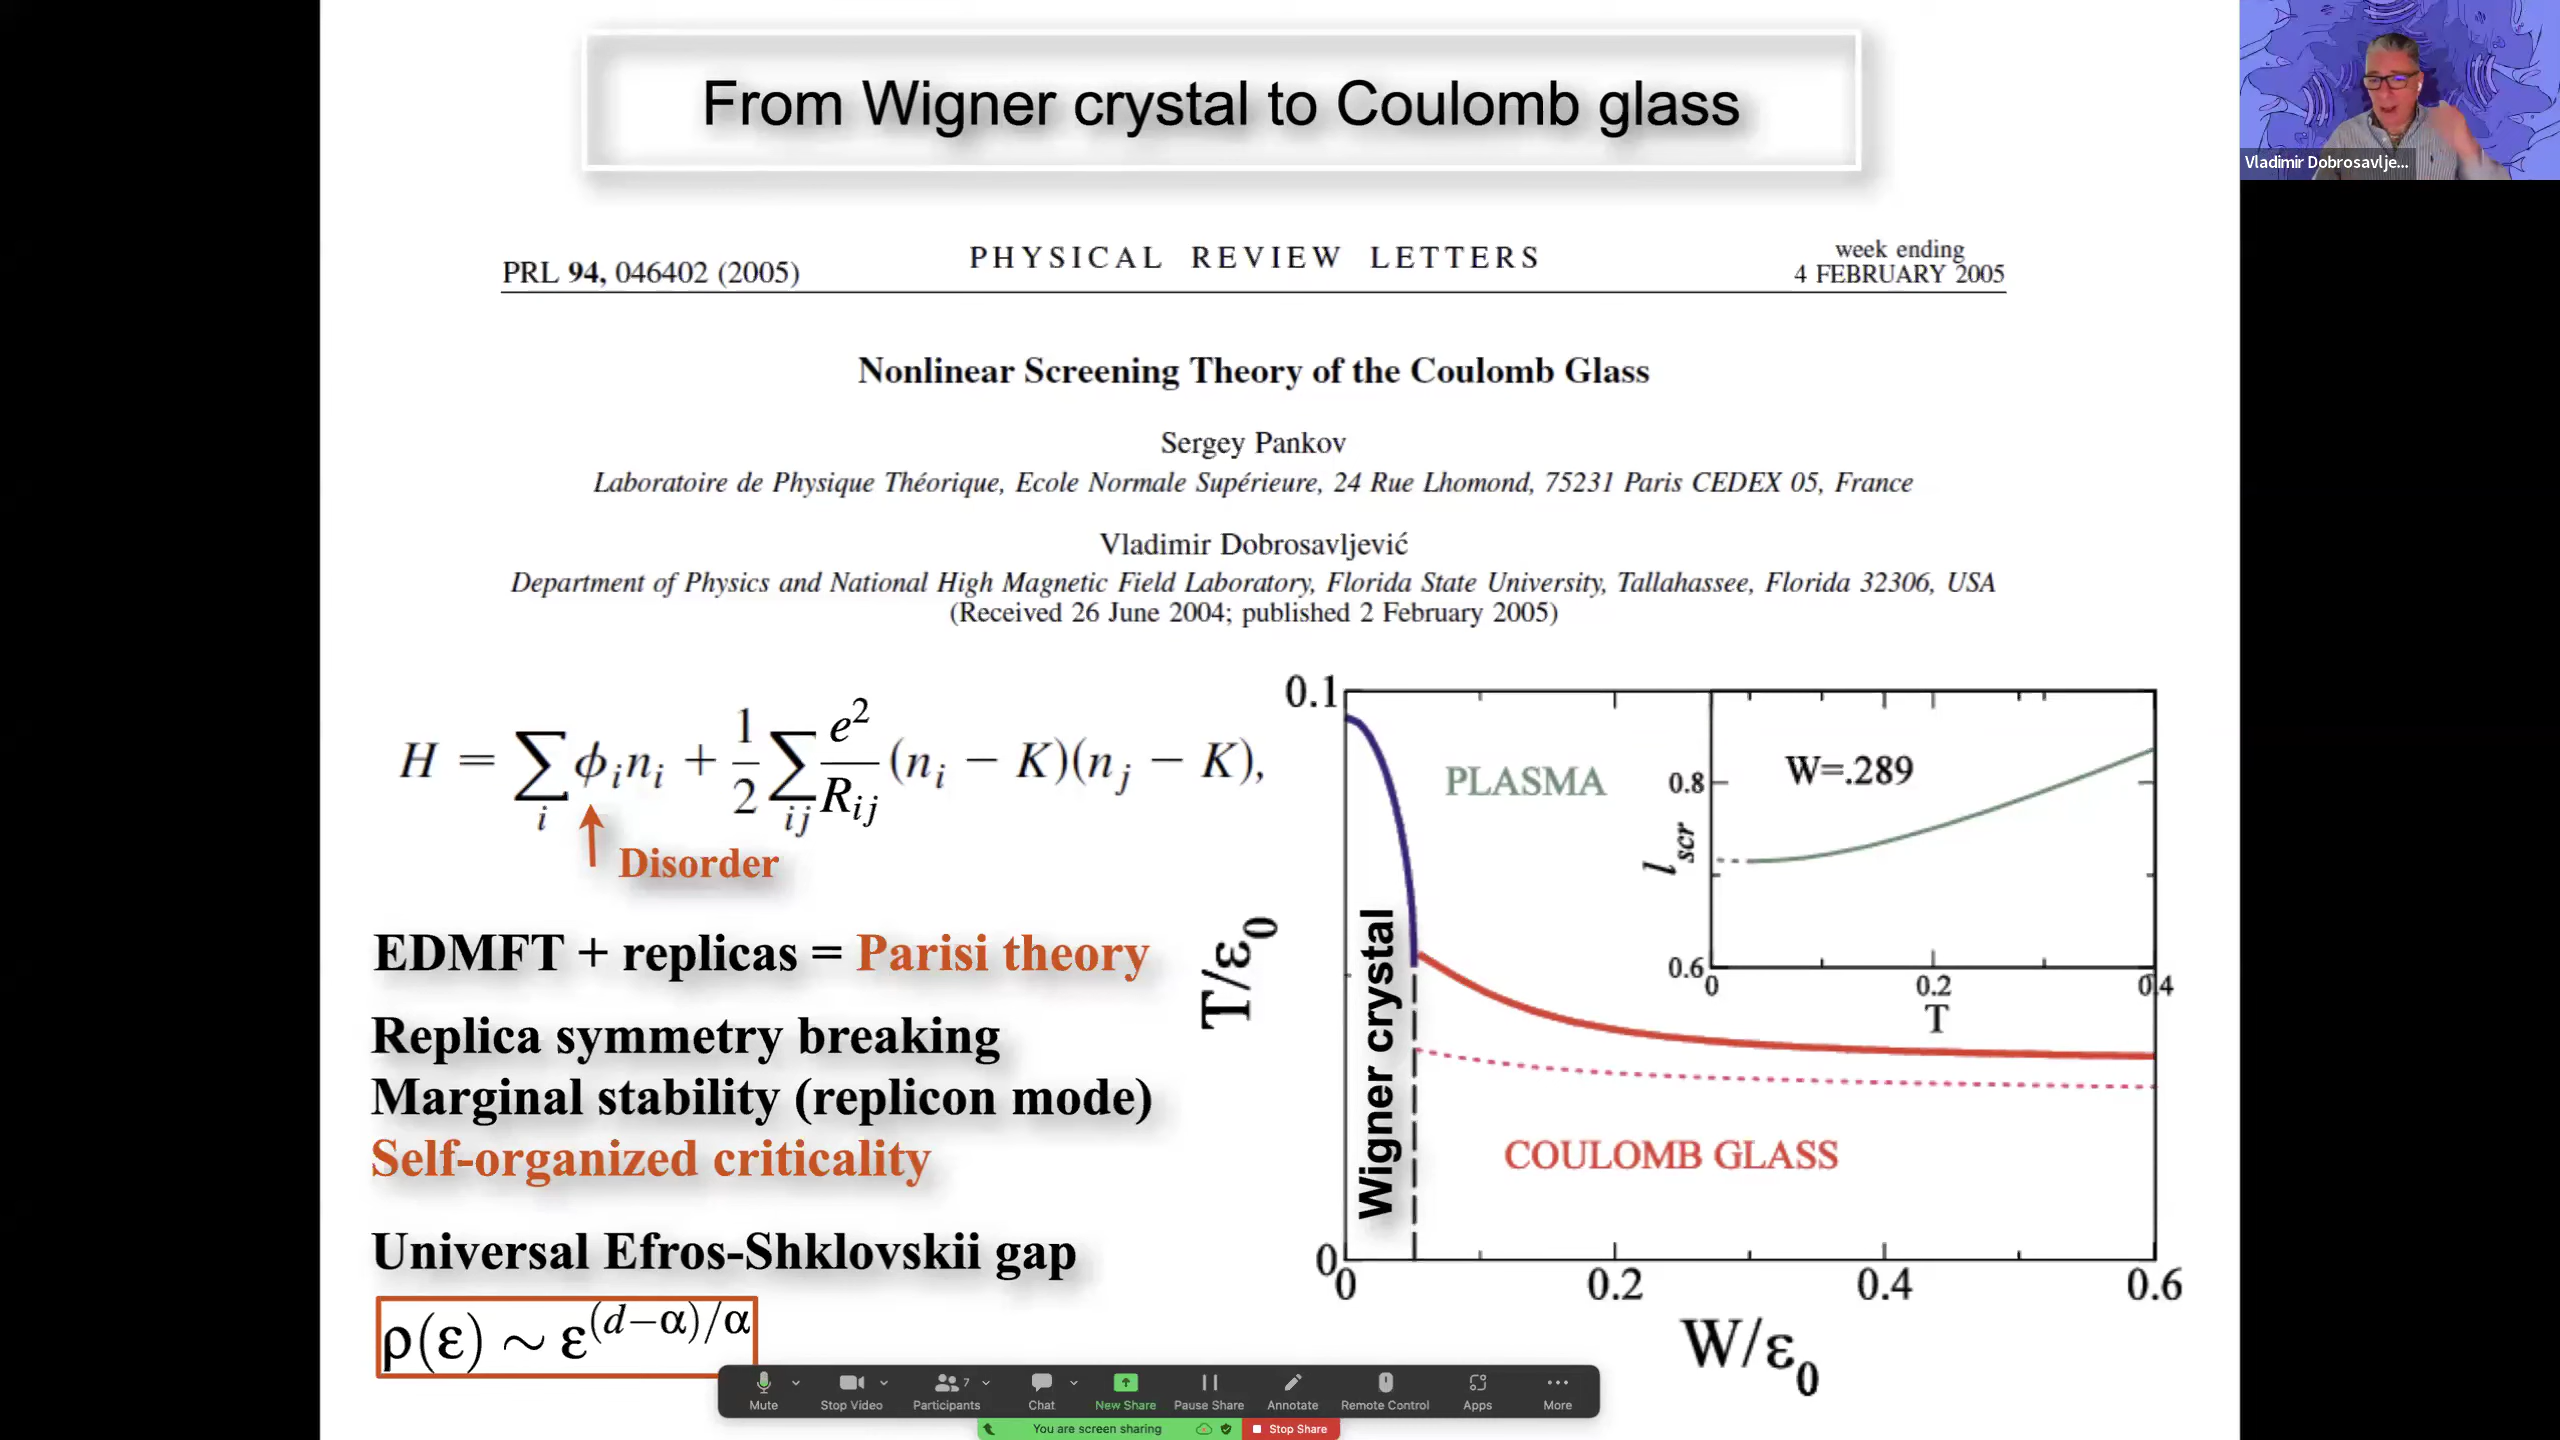 From Wigner crystal to Coulomb glass
Vladimir Dobrosavlje...
PRL 94, 046402 (2005)
PHYSICAL REVIEW LETTERS
week ending
4 FEBRUARY 2005
Nonlinear Screening Theory of the Coulomb Glass
Sergey Pankov
Laboratoire de Physique Théorique, Ecole Normale Supérieure, 24 Rue Lhomond, 75231 Paris CEDEX 05, France
Vladimir Dobrosavljević
Department of Physics and National High Magnetic Field Laboratory, Florida State University, Tallahassee, Florida 32306, USA
(Received 26 June 2004; published 2 February 2005)
H = ∑_i ϕ_i n_i + 1/2 ∑_ij e²/R_ij (n_i − K)(n_j − K),
Disorder
EDMFT + replicas = Parisi theory
Replica symmetry breaking
Marginal stability (replicon mode)
Self-organized criticality
Universal Efros-Shklovskii gap
ρ(ε) ~ ε^(d−α)/α
0.1
0
T/ε₀
PLASMA
Wigner crystal
COULOMB GLASS
W=.289
0.8
0.6
l_scr
0 0.2 0.4
T
0 0.2 0.4 0.6
W/ε₀
Mute
Stop Video
7
Participants
Chat
New Share
Pause Share
Annotate
Remote Control
Apps
More
You are screen sharing
Stop Share